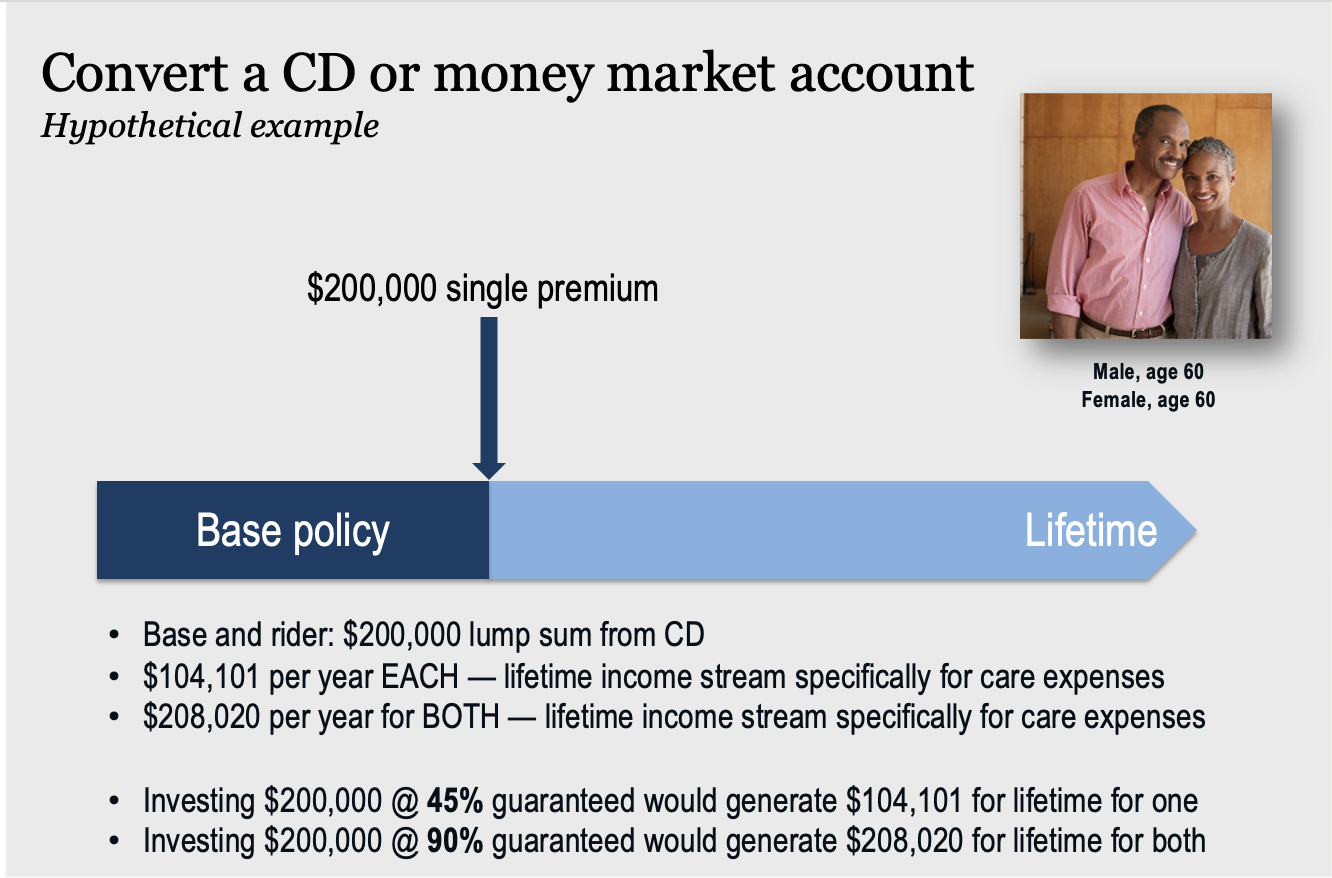 Convert a CD or money market account
Hypothetical example
$200,000 single premium
Male, age 60
Female, age 60
Base policy
Lifetime
• Base and rider: $200,000 lump sum from CD
• $104,101 per year EACH — lifetime income stream specifically for care expenses
• $208,020 per year for BOTH — lifetime income stream specifically for care expenses
• Investing $200,000 @ 45% guaranteed would generate $104,101 for lifetime for one
• Investing $200,000 @ 90% guaranteed would generate $208,020 for lifetime for both